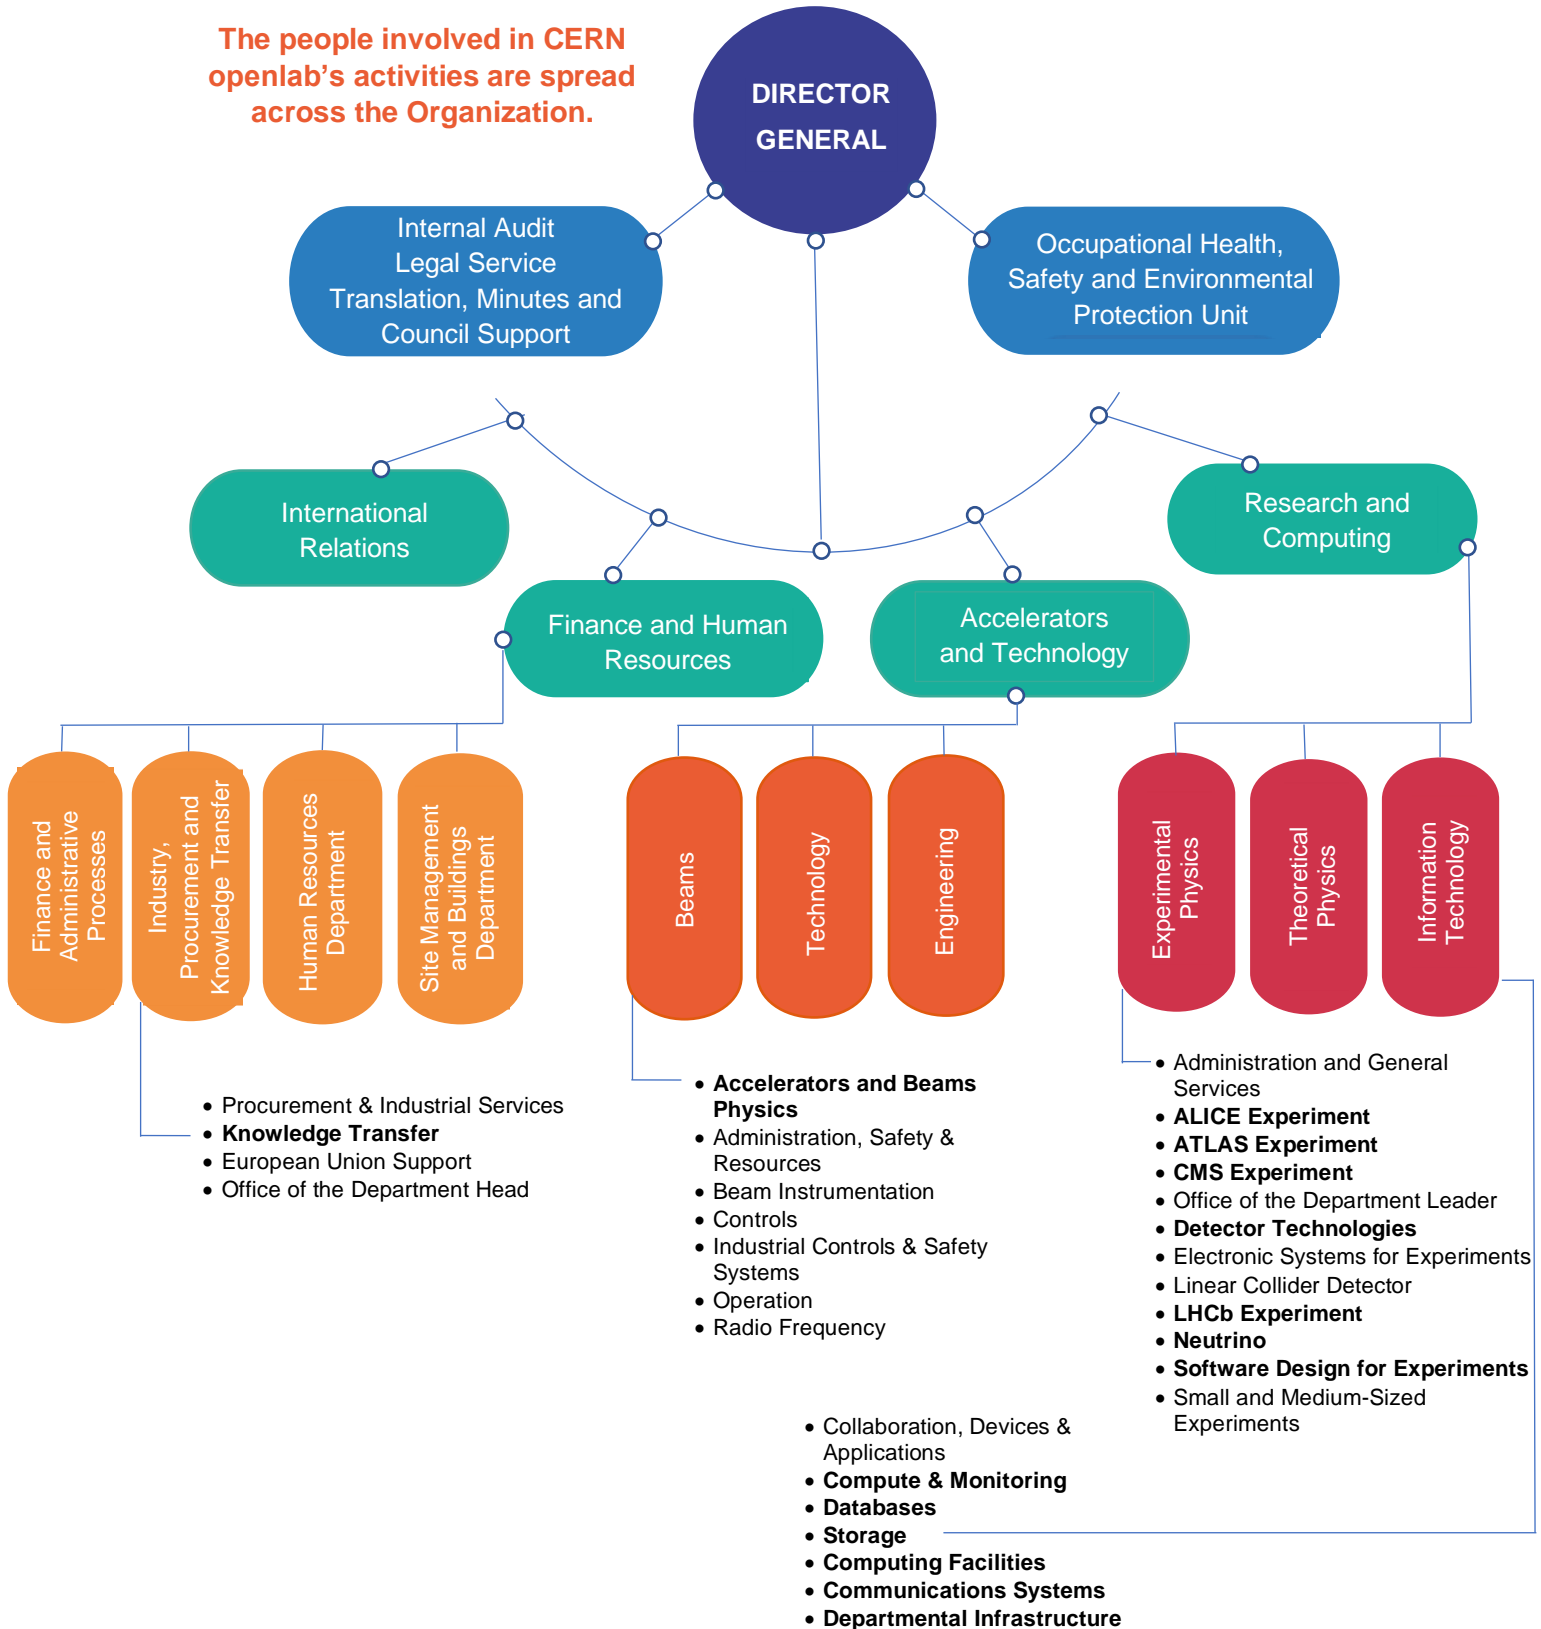 The people involved in CERN
openlab’s activities are spread
across the Organization.
DIRECTOR
GENERAL
Internal Audit
Legal Service
Translation, Minutes and
Council Support
Occupational Health,
Safety and Environmental
Protection Unit
International
Relations
Research and
Computing
Finance and Human
Resources
Accelerators
and Technology
Finance and
Administrative
Processes
Industry,
Procurement and
Knowledge Transfer
Human Resources
Department
Site Management
and Buildings
Department
Beams
Technology
Engineering
Experimental
Physics
Theoretical
Physics
Information
Technology
• Procurement & Industrial Services
• Knowledge Transfer
• European Union Support
• Office of the Department Head
• Accelerators and Beams
Physics
• Administration, Safety &
Resources
• Beam Instrumentation
• Controls
• Industrial Controls & Safety
Systems
• Operation
• Radio Frequency
• Administration and General
Services
• ALICE Experiment
• ATLAS Experiment
• CMS Experiment
• Office of the Department Leader
• Detector Technologies
• Electronic Systems for Experiments
• Linear Collider Detector
• LHCb Experiment
• Neutrino
• Software Design for Experiments
• Small and Medium-Sized
Experiments
• Collaboration, Devices &
Applications
• Compute & Monitoring
• Databases
• Storage
• Computing Facilities
• Communications Systems
• Departmental Infrastructure